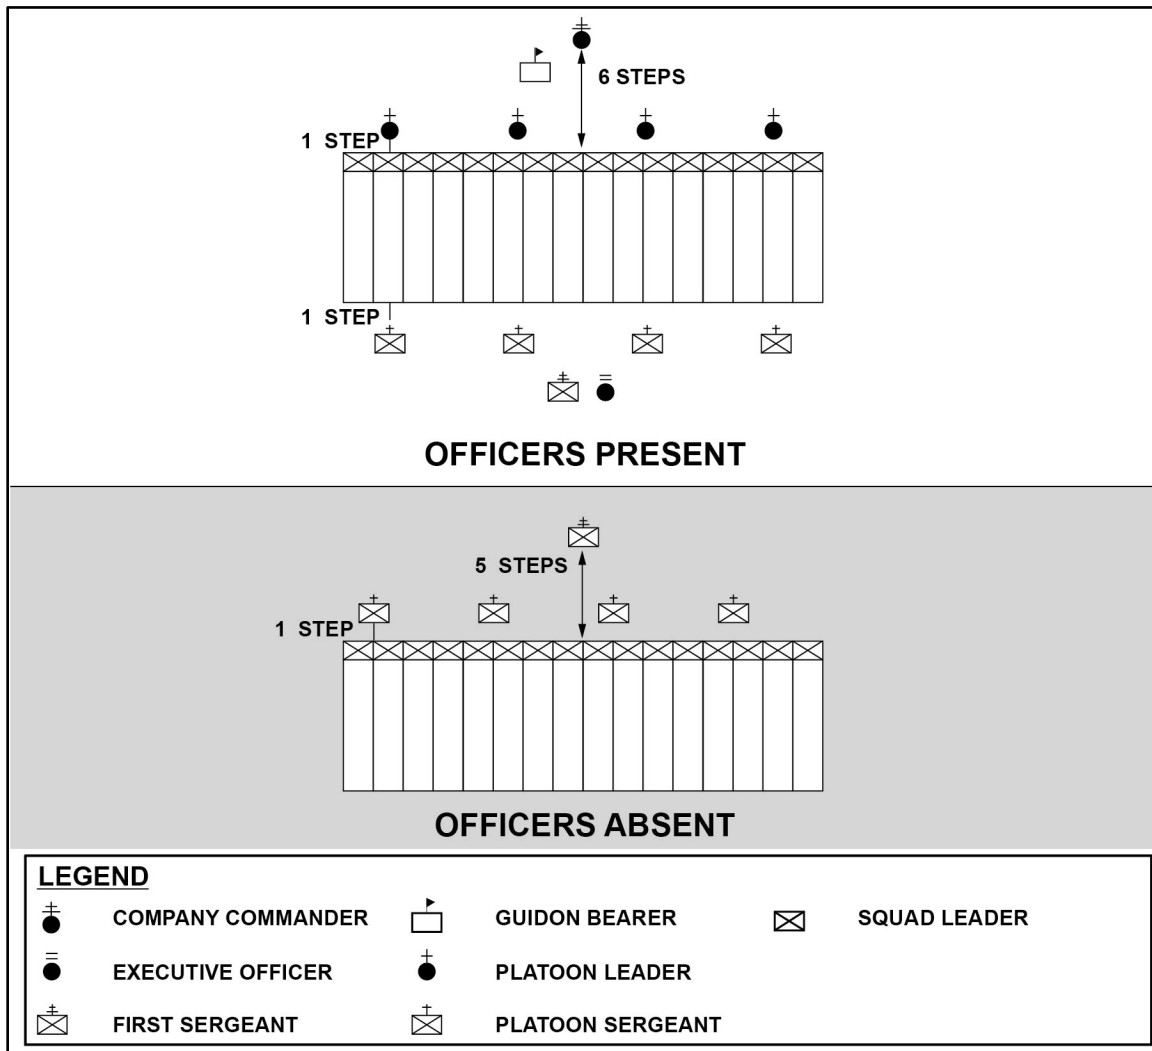 6 STEPS
1 STEP
1 STEP
OFFICERS PRESENT
5 STEPS
1 STEP
OFFICERS ABSENT
LEGEND
COMPANY COMMANDER GUIDON BEARER SQUAD LEADER
EXECUTIVE OFFICER PLATOON LEADER
FIRST SERGEANT PLATOON SERGEANT